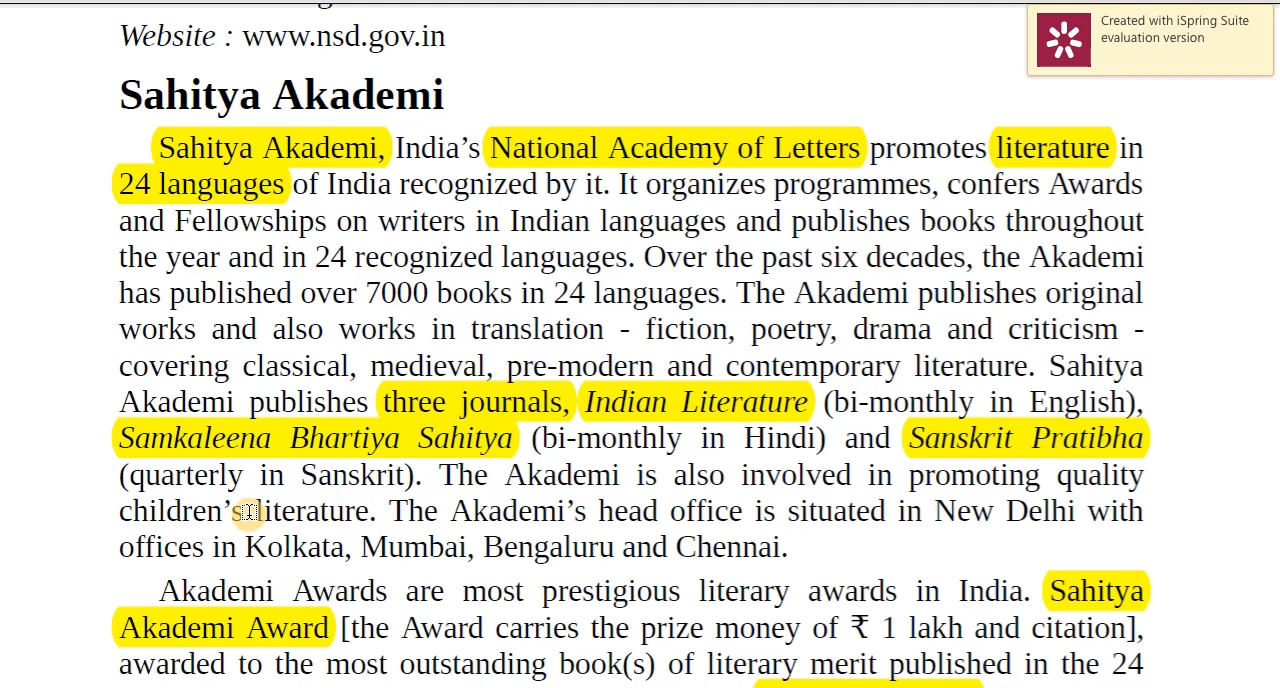 Website : www.nsd.gov.in
Created with iSpring Suite
evaluation version
Sahitya Akademi
Sahitya Akademi, India’s National Academy of Letters promotes literature in
24 languages of India recognized by it. It organizes programmes, confers Awards
and Fellowships on writers in Indian languages and publishes books throughout
the year and in 24 recognized languages. Over the past six decades, the Akademi
has published over 7000 books in 24 languages. The Akademi publishes original
works and also works in translation - fiction, poetry, drama and criticism -
covering classical, medieval, pre-modern and contemporary literature. Sahitya
Akademi publishes three journals, Indian Literature (bi-monthly in English),
Samkaleena Bhartiya Sahitya (bi-monthly in Hindi) and Sanskrit Pratibha
(quarterly in Sanskrit). The Akademi is also involved in promoting quality
children’s literature. The Akademi’s head office is situated in New Delhi with
offices in Kolkata, Mumbai, Bengaluru and Chennai.
Akademi Awards are most prestigious literary awards in India. Sahitya
Akademi Award [the Award carries the prize money of ₹ 1 lakh and citation],
awarded to the most outstanding book(s) of literary merit published in the 24